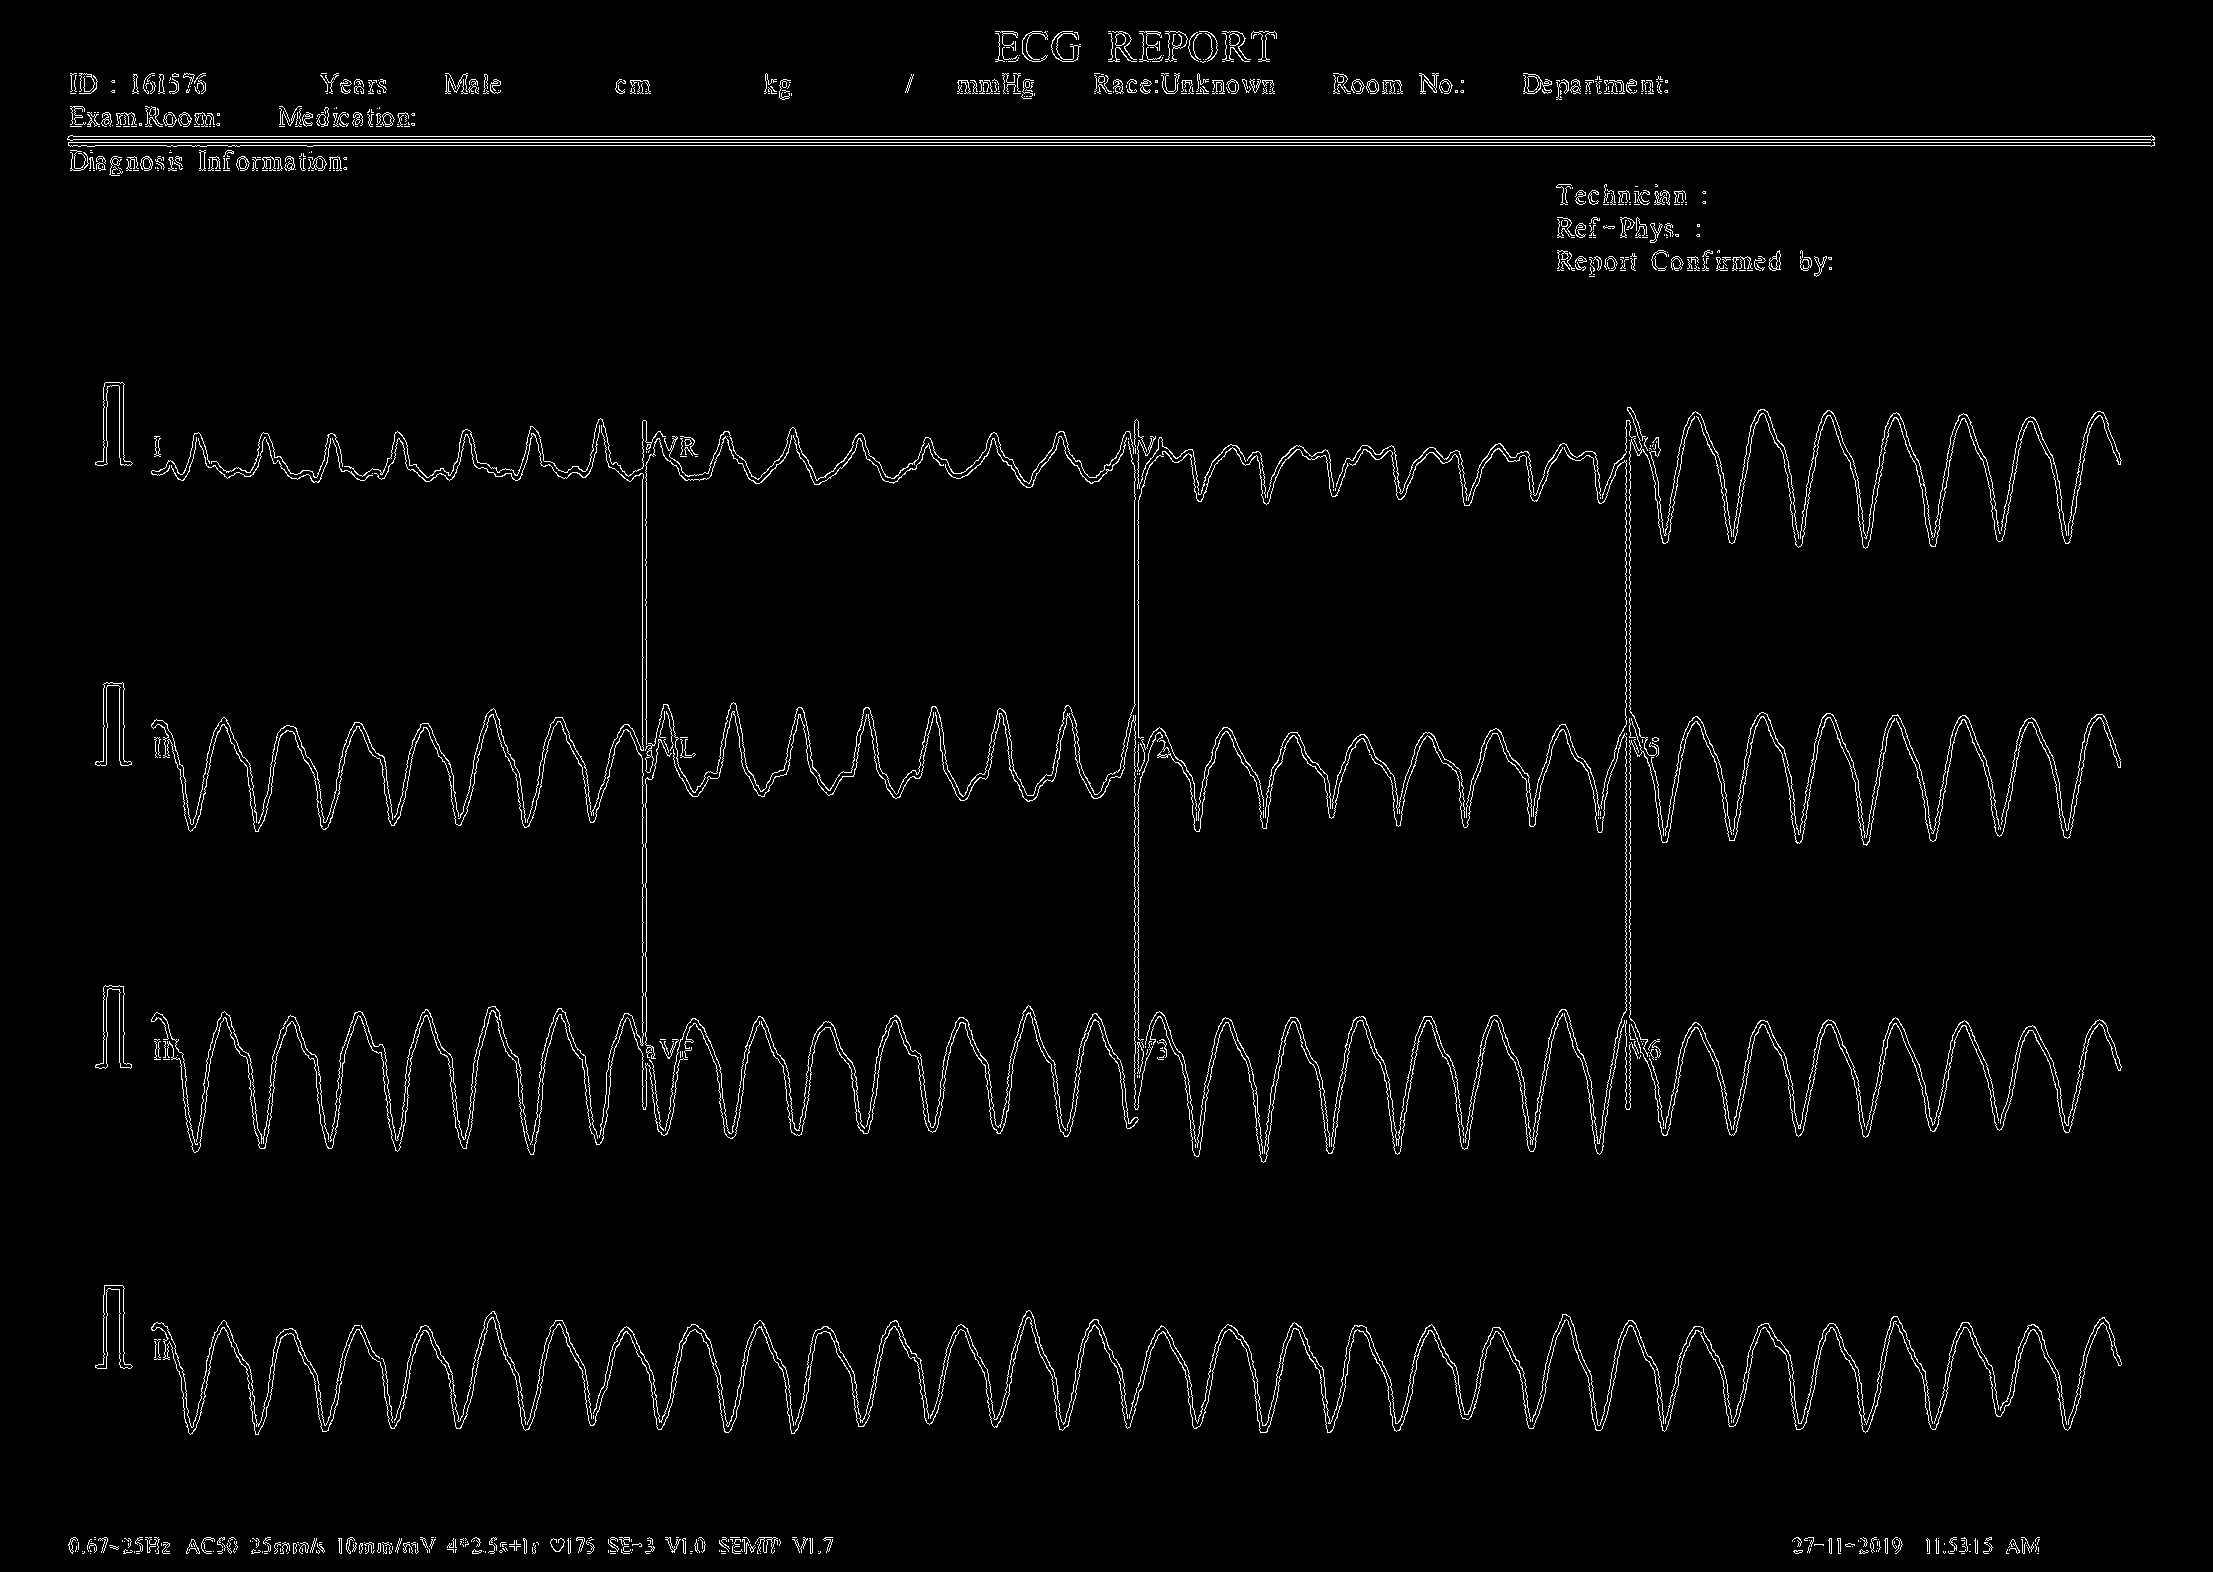 ECG REPORT
ID : 161576 Years Male cm kg / mmHg Race:Unknown Room No.: Department:
Exam.Room: Medication:
Diagnosis Information:
Technician :
Ref-Phys. :
Report Confirmed by:
I aVR V1 V4
II aVL V2 V5
III aVF V3 V6
II
0.67~25Hz AC50 25mm/s 10mm/mV 4*2.5s+1r ♡175 SE-3 V1.0 SEMIP V1.7 27-11-2019 11:53:15 AM